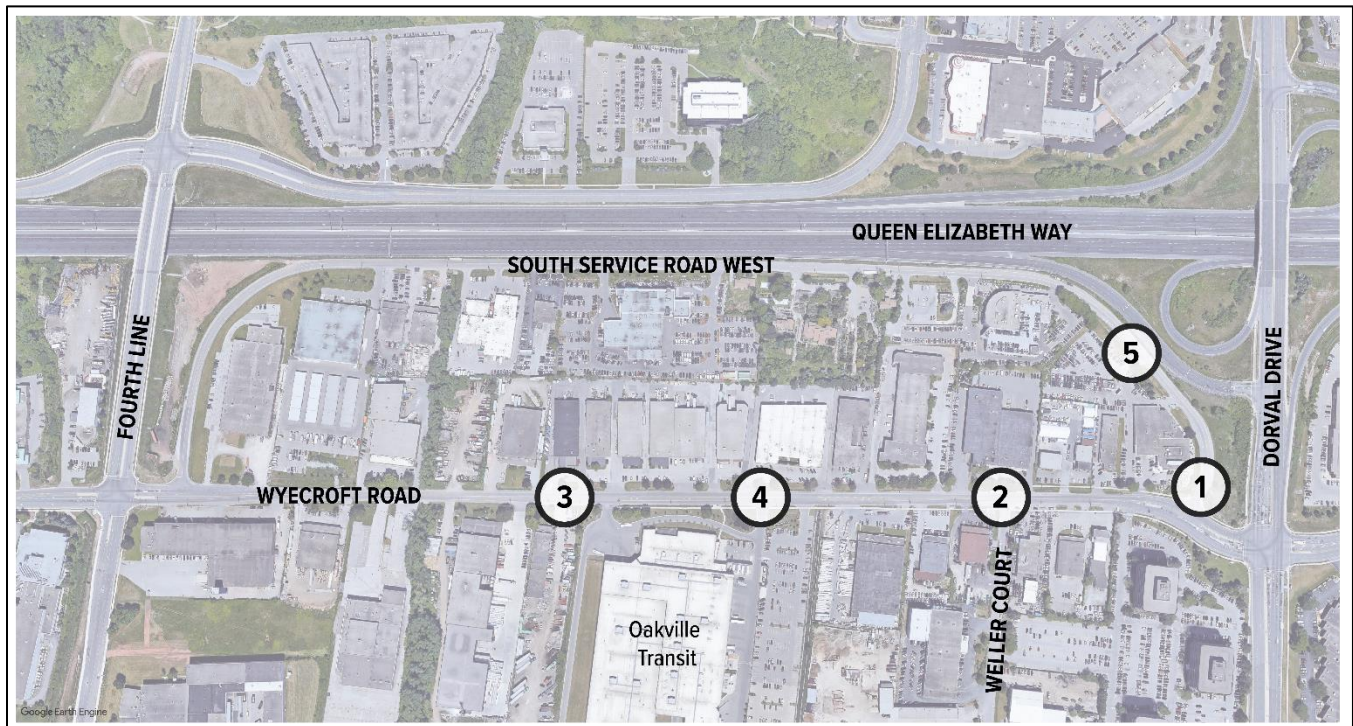 QUEEN ELIZABETH WAY
SOUTH SERVICE ROAD WEST
5
FOURTH LINE
DORVAL DRIVE
WYECROFT ROAD
3
4
2
1
WELLER COURT
Oakville
Transit
Google Earth Engine